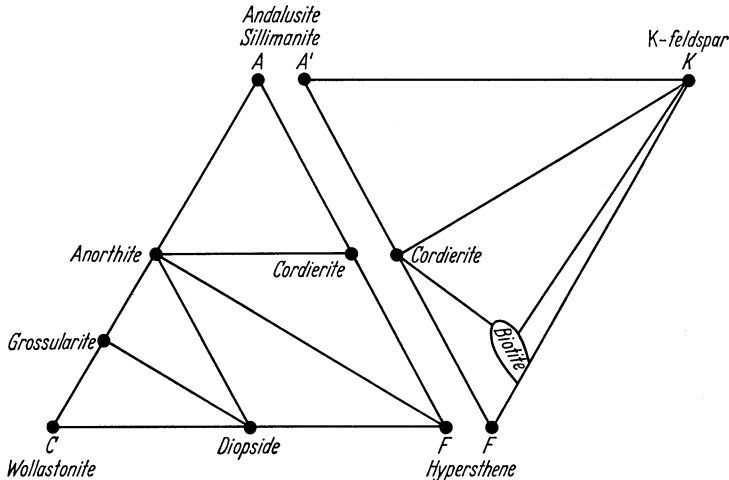 Andalusite
Sillimanite
A
A'
K-feldspar
K
Anorthite
Cordierite
Cordierite
Grossularite
Biotite
C
Wollastonite
Diopside
F
F
Hypersthene